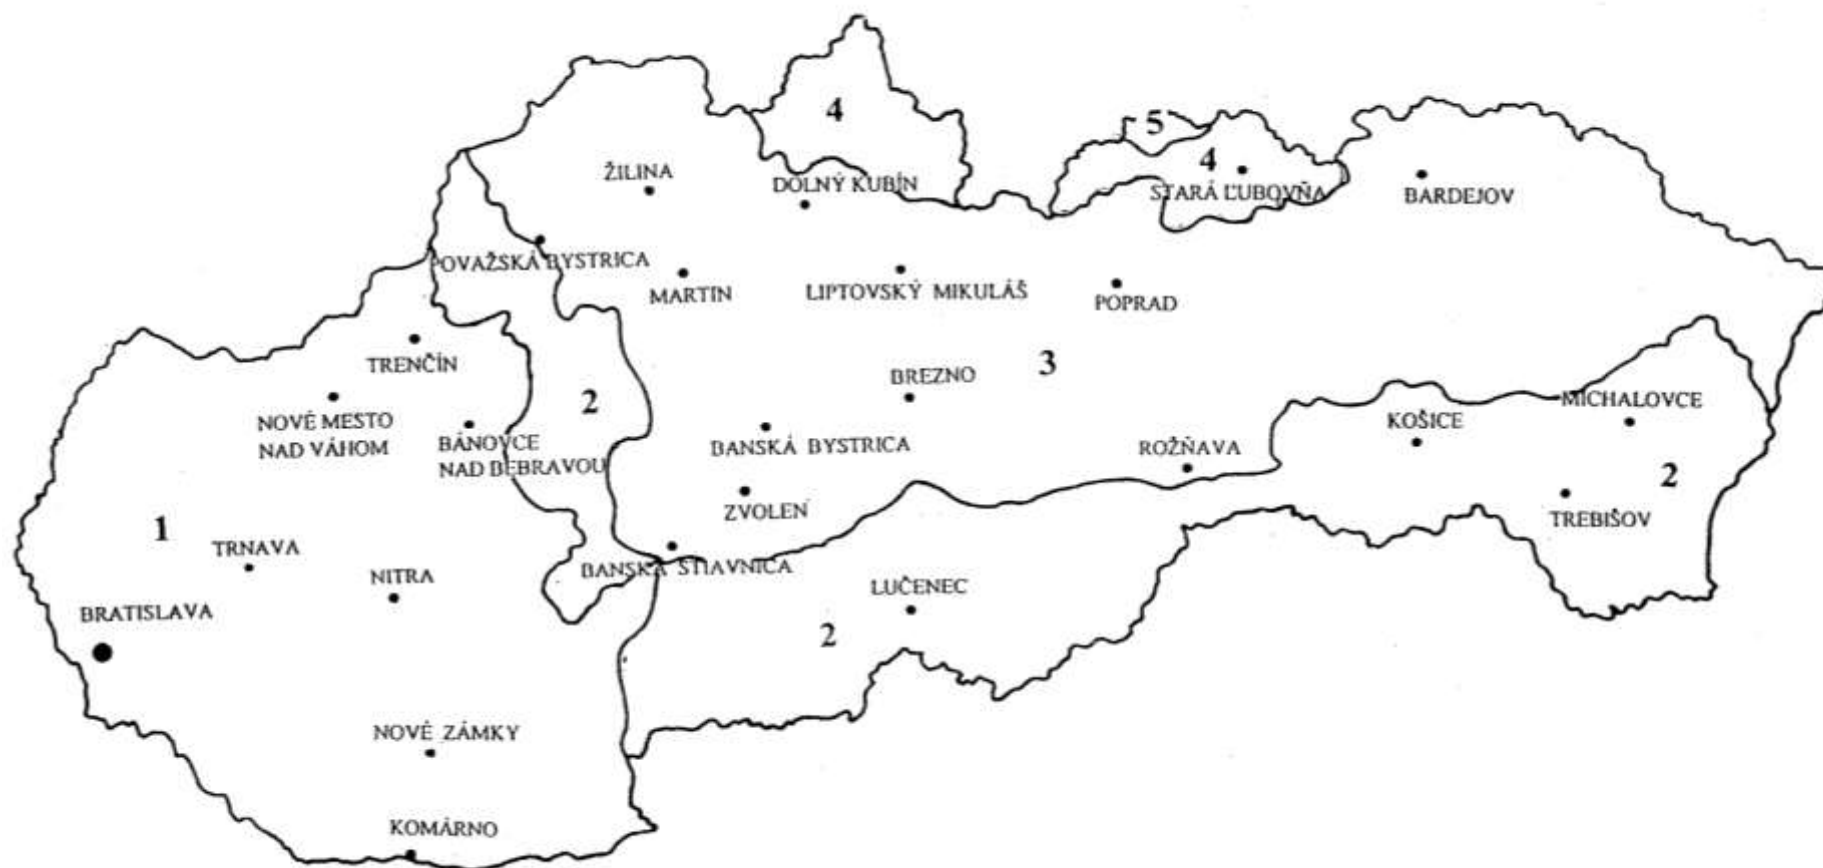 4
5
4
ŽILINA
DOLNÝ KUBÍN
STARÁ ĽUBOVŇA
BARDEJOV
POVAŽSKÁ BYSTRICA
MARTIN
LIPTOVSKÝ MIKULÁŠ
POPRAD
TRENČÍN
3
BREZNO
2
NOVÉ MESTO
NAD VÁHOM
BÁNOVCE
NAD BEBRAVOU
BANSKÁ BYSTRICA
ROŽŇAVA
KOŠICE
MICHALOVCE
2
ZVOLEN
TREBIŠOV
1
TRNAVA
NITRA
BANSKÁ ŠTIAVNICA
LUČENEC
BRATISLAVA
2
NOVÉ ZÁMKY
KOMÁRNO